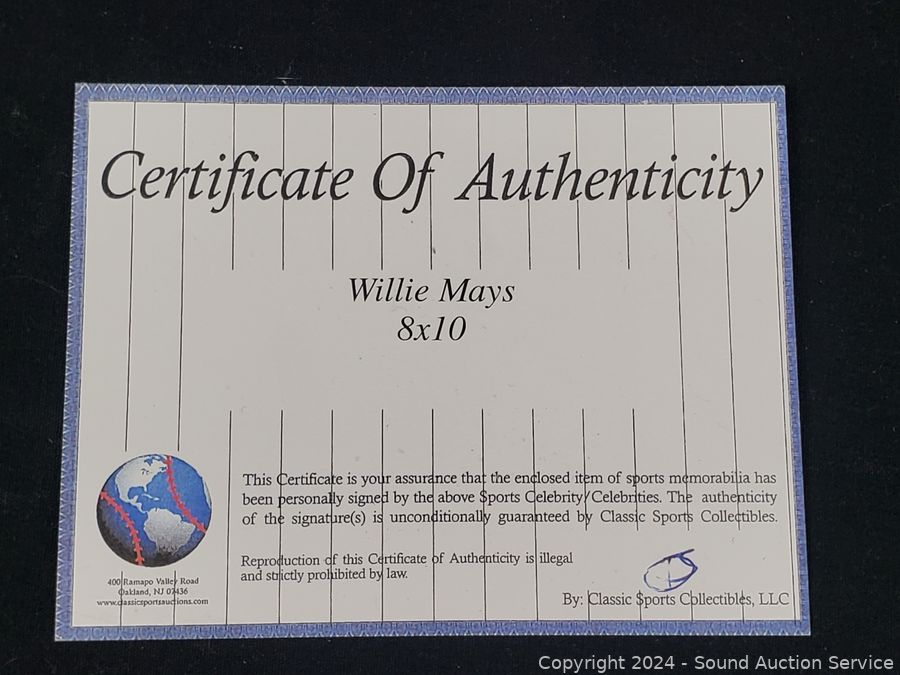 Certificate Of Authenticity
Willie Mays
8x10
This Certificate is your assurance that the enclosed item of sports memorabilia has
been personally signed by the above Sports Celebrity/Celebrities. The authenticity
of the signature(s) is unconditionally guaranteed by Classic Sports Collectibles.
Reproduction of this Certificate of Authenticity is illegal
and strictly prohibited by law.
400 Ramapo Valley Road
Oakland, NJ 07436
www.classicsportsauctions.com
By: Classic Sports Collectibles, LLC
Copyright 2024 - Sound Auction Service